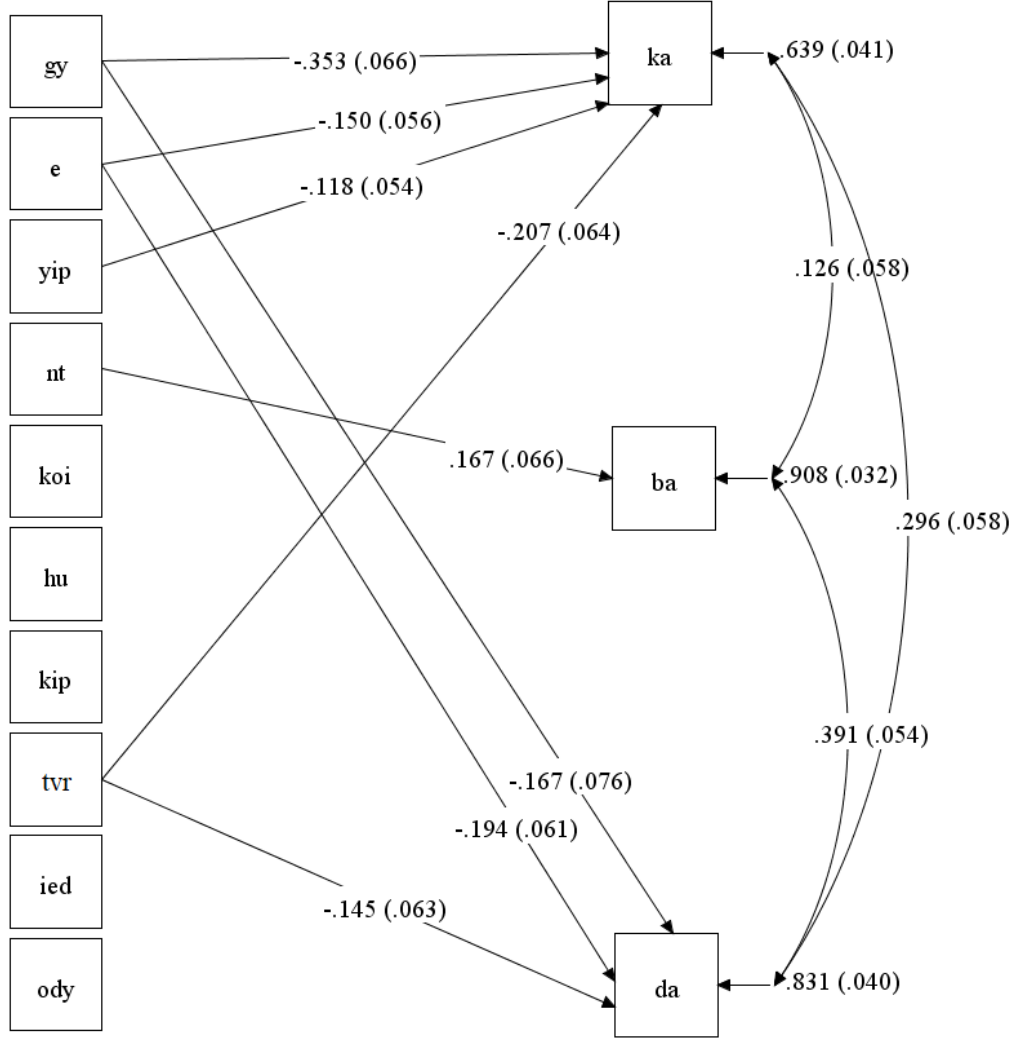 gy
e
yip
nt
koi
hu
kip
tvr
ied
ody
-.353 (.066)
-.150 (.056)
-.118 (.054)
-.207 (.064)
.167 (.066)
-.167 (.076)
-.194 (.061)
-.145 (.063)
ka
ba
da
.639 (.041)
.126 (.058)
.908 (.032)
.296 (.058)
.391 (.054)
.831 (.040)